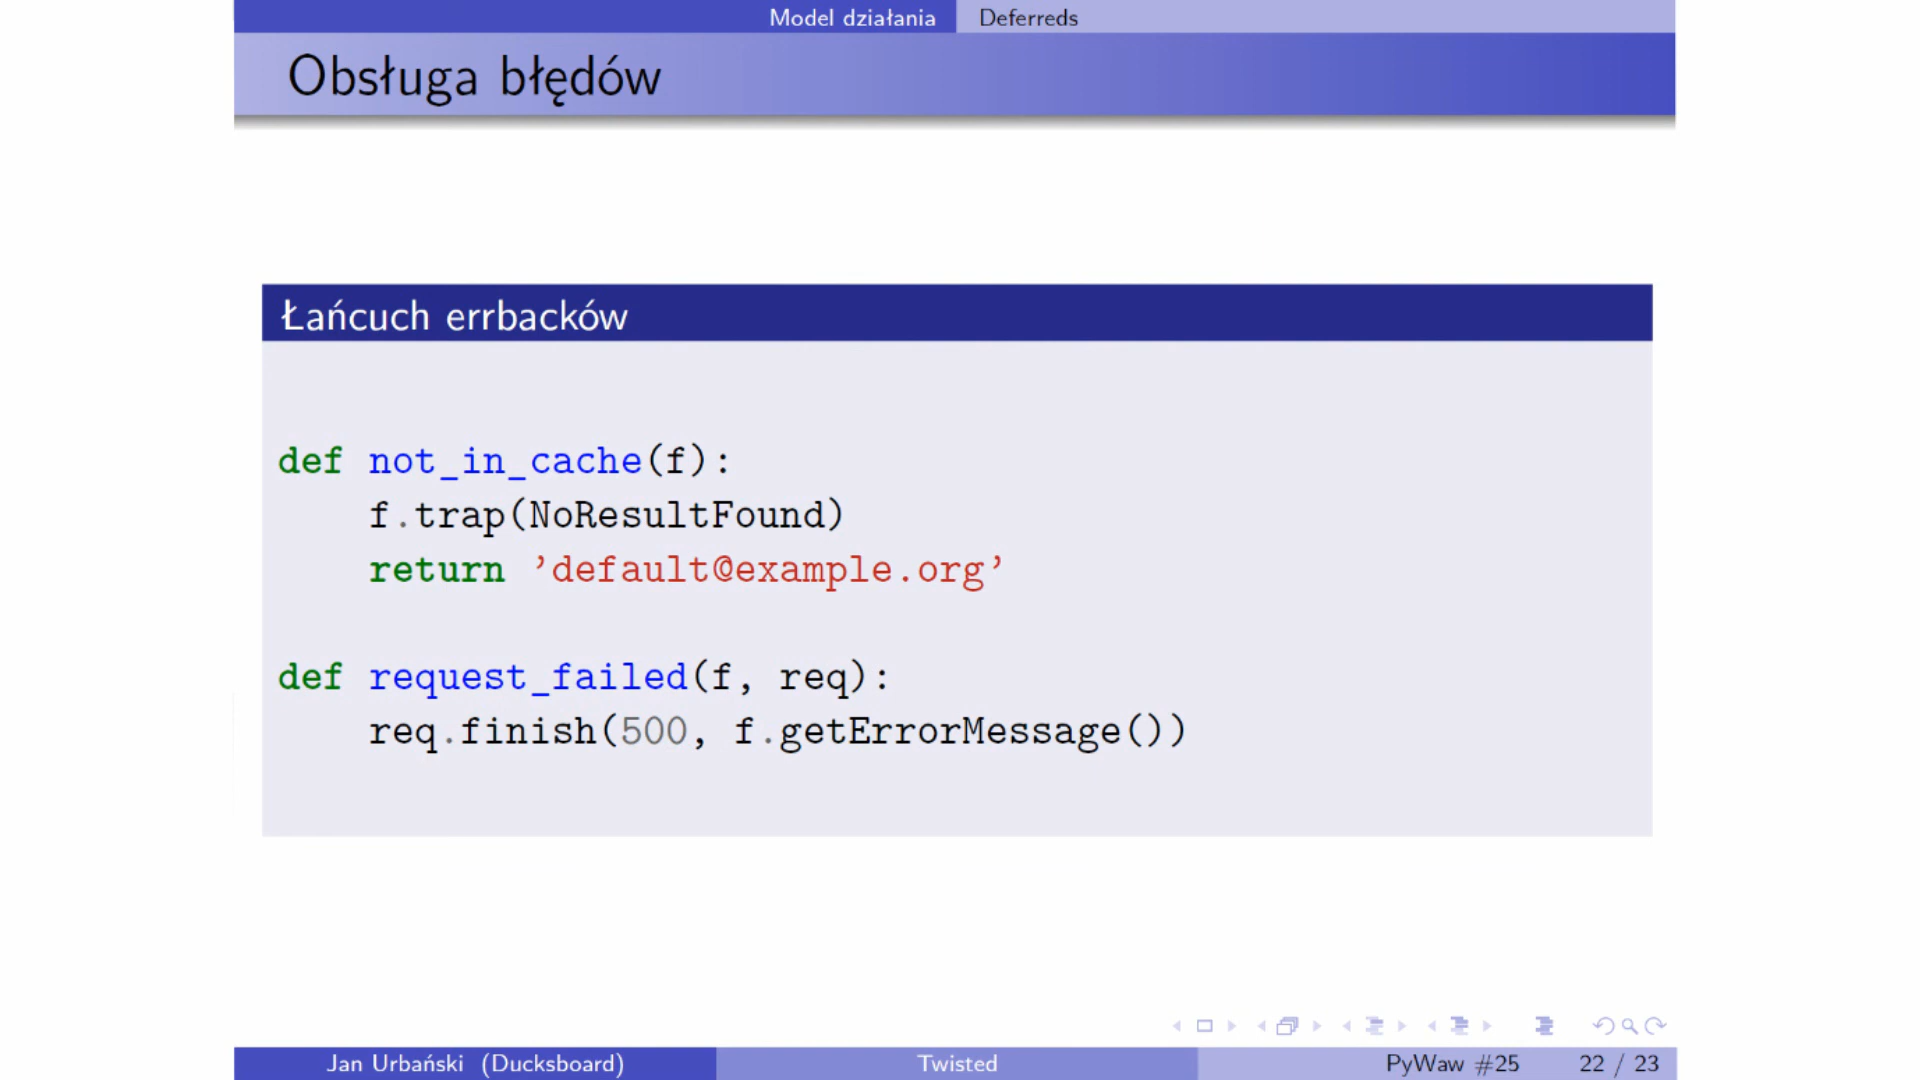 Model działania Deferreds
Obsługa błędów
Łańcuch errbacków
def not_in_cache(f):
    f.trap(NoResultFound)
    return ’default@example.org’
def request_failed(f, req):
    req.finish(500, f.getErrorMessage())
Jan Urbański (Ducksboard) Twisted PyWaw #25 22 / 23